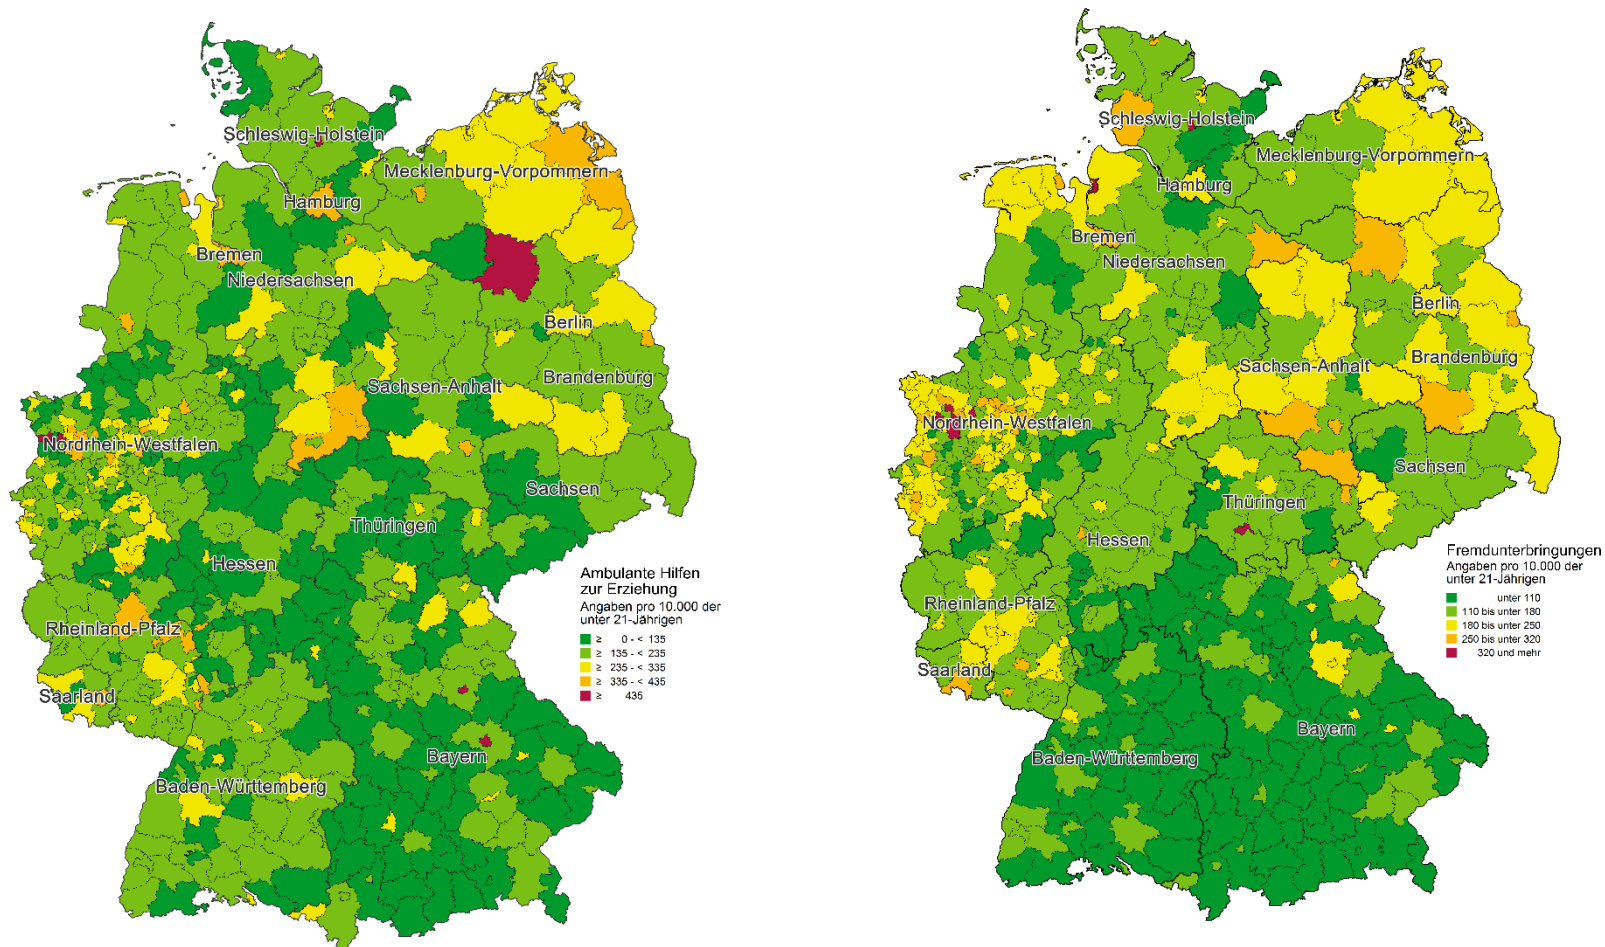 Schleswig-Holstein
Mecklenburg-Vorpommern
Hamburg
Bremen
Niedersachsen
Berlin
Brandenburg
Sachsen-Anhalt
Nordrhein-Westfalen
Sachsen
Thüringen
Hessen
Rheinland-Pfalz
Saarland
Bayern
Baden-Württemberg
Ambulante Hilfen
zur Erziehung
Angaben pro 10.000 der
unter 21-Jährigen
≥ 0 - < 135
≥ 135 - < 235
≥ 235 - < 335
≥ 335 - < 435
≥ 435
Schleswig-Holstein
Mecklenburg-Vorpommern
Hamburg
Bremen
Niedersachsen
Berlin
Brandenburg
Sachsen-Anhalt
Nordrhein-Westfalen
Sachsen
Thüringen
Hessen
Rheinland-Pfalz
Saarland
Bayern
Baden-Württemberg
Fremdunterbringungen
Angaben pro 10.000 der
unter 21-Jährigen
unter 110
110 bis unter 180
180 bis unter 250
250 bis unter 320
320 und mehr